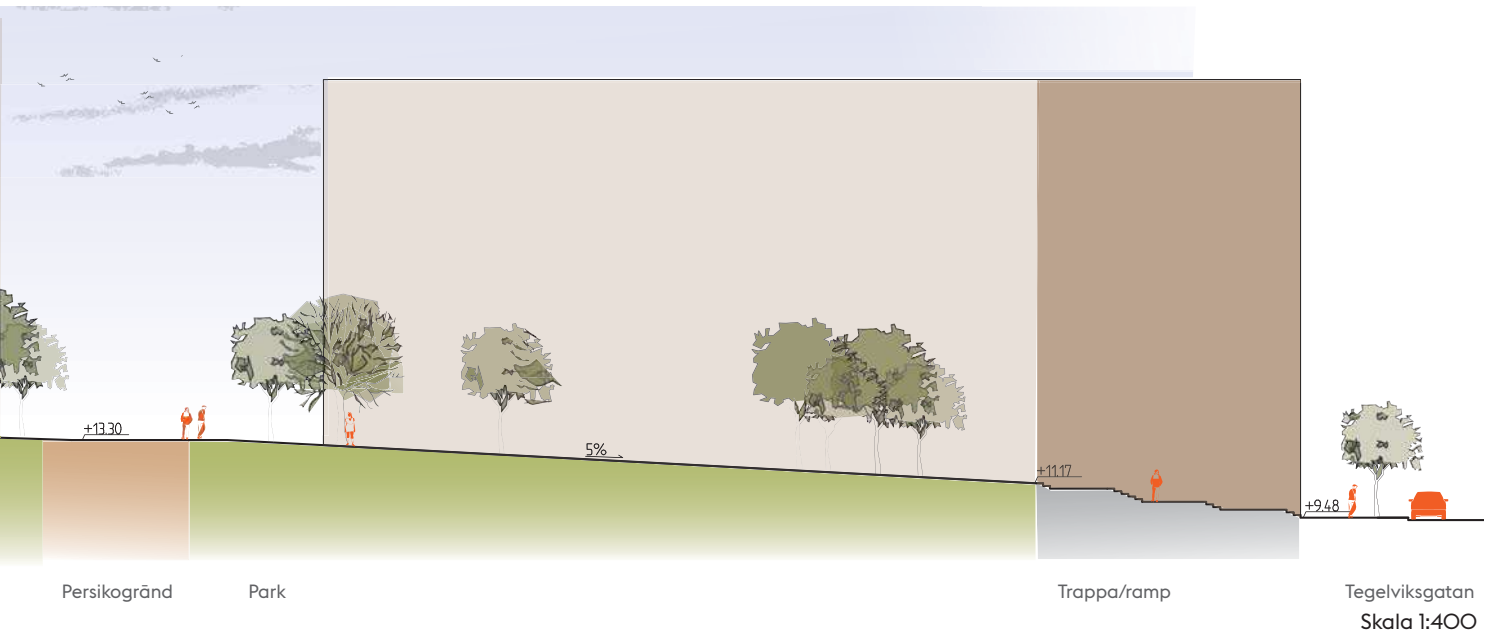 +13.30
5%
+11.17
+9.48
Persikogränd
Park
Trappa/ramp
Tegelviksgatan
Skala 1:400